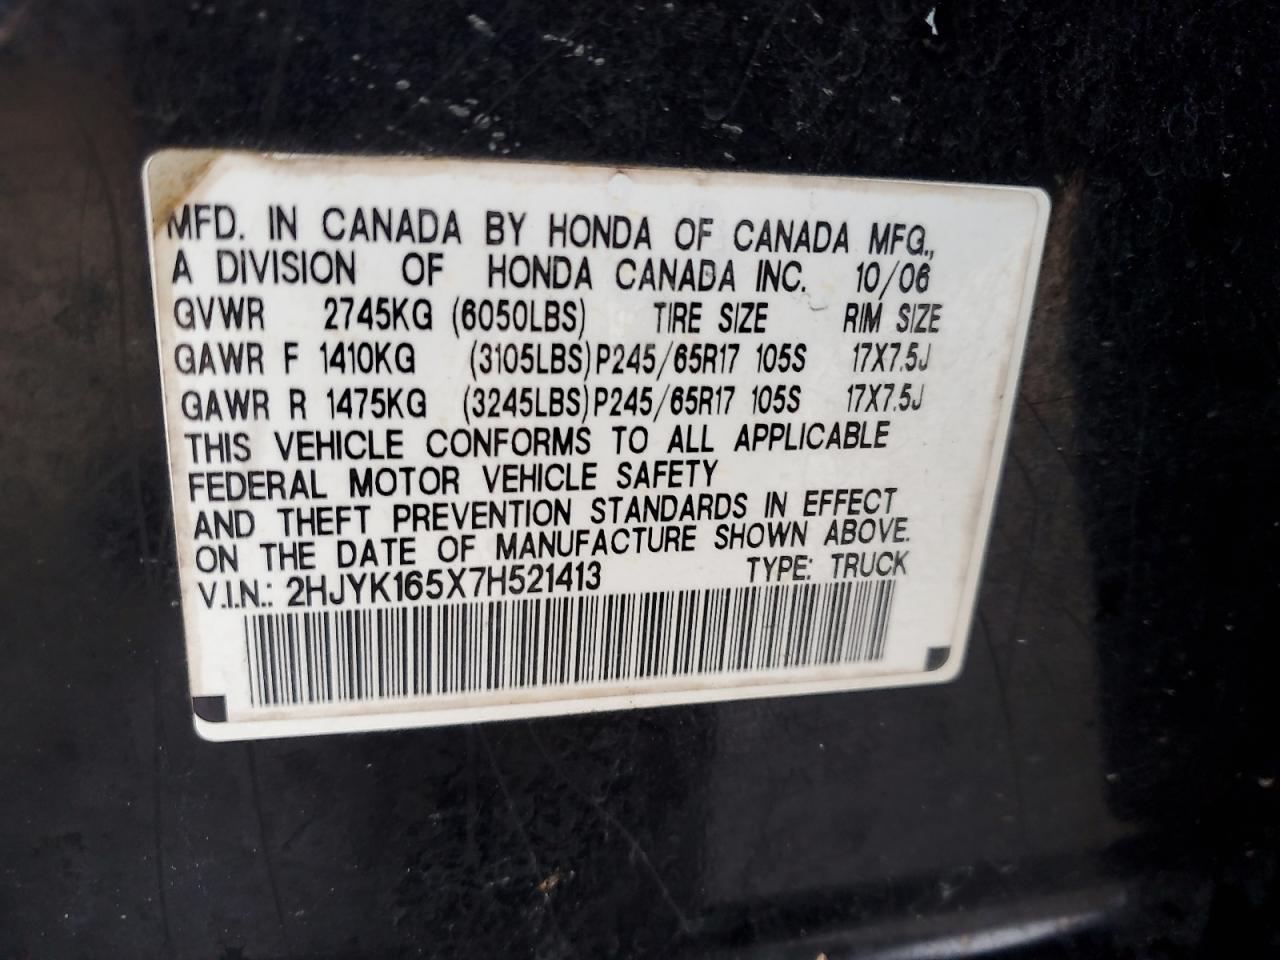 MFD. IN CANADA BY HONDA OF CANADA MFG.,
A DIVISION OF HONDA CANADA INC. 10/06
GVWR 2745KG (6050LBS) TIRE SIZE RIM SIZE
GAWR F 1410KG (3105LBS) P245/65R17 105S 17X7.5J
GAWR R 1475KG (3245LBS) P245/65R17 105S 17X7.5J
THIS VEHICLE CONFORMS TO ALL APPLICABLE
FEDERAL MOTOR VEHICLE SAFETY
AND THEFT PREVENTION STANDARDS IN EFFECT
ON THE DATE OF MANUFACTURE SHOWN ABOVE.
V.I.N.: 2HJYK165X7H521413 TYPE: TRUCK